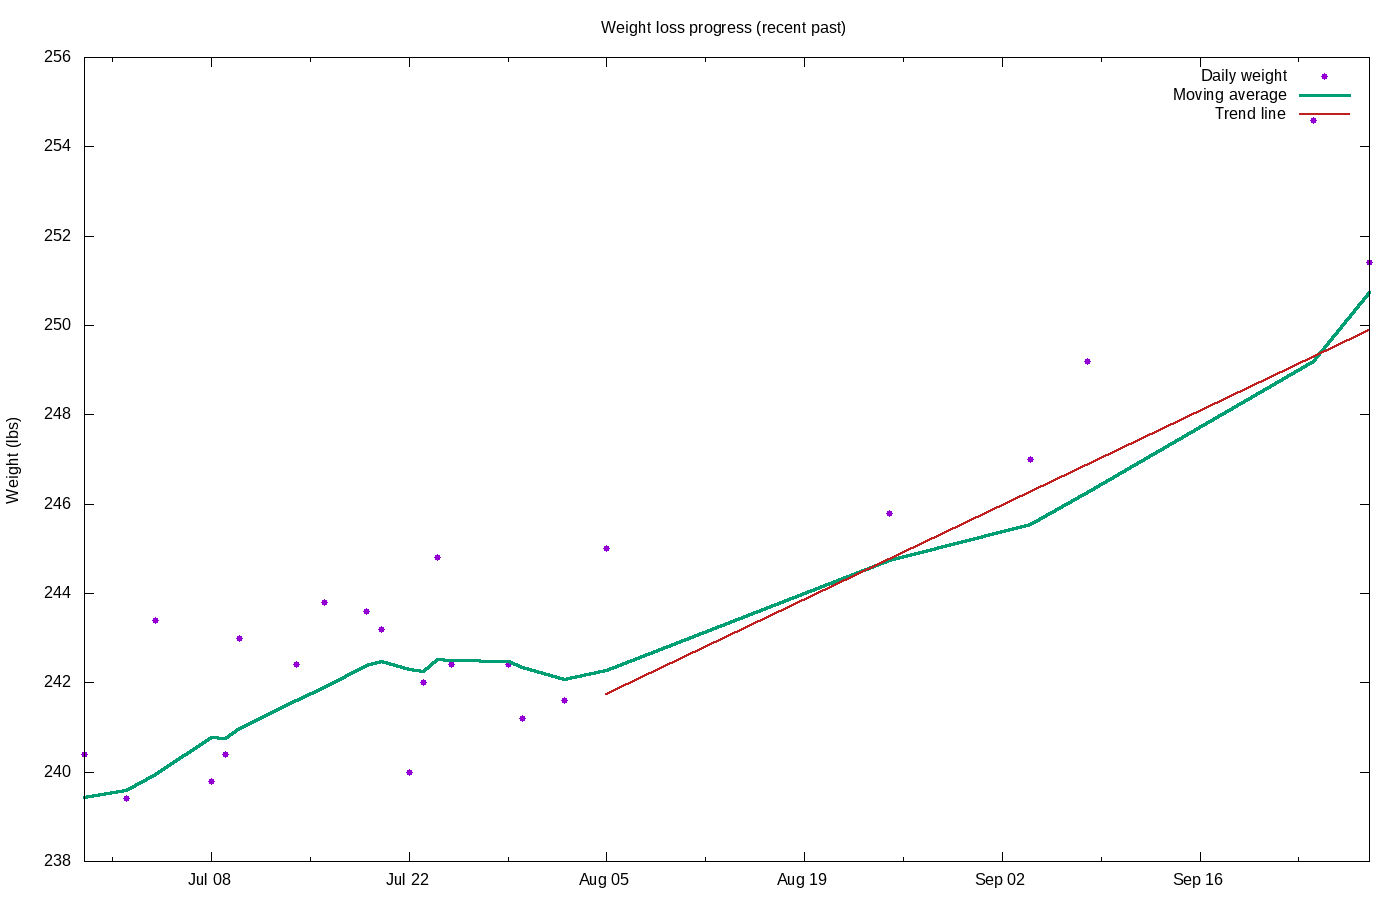 Weight loss progress (recent past)
256
254
252
250
248
246
244
242
240
238
Weight (lbs)
Daily weight
Moving average
Trend line
Jul 08
Jul 22
Aug 05
Aug 19
Sep 02
Sep 16